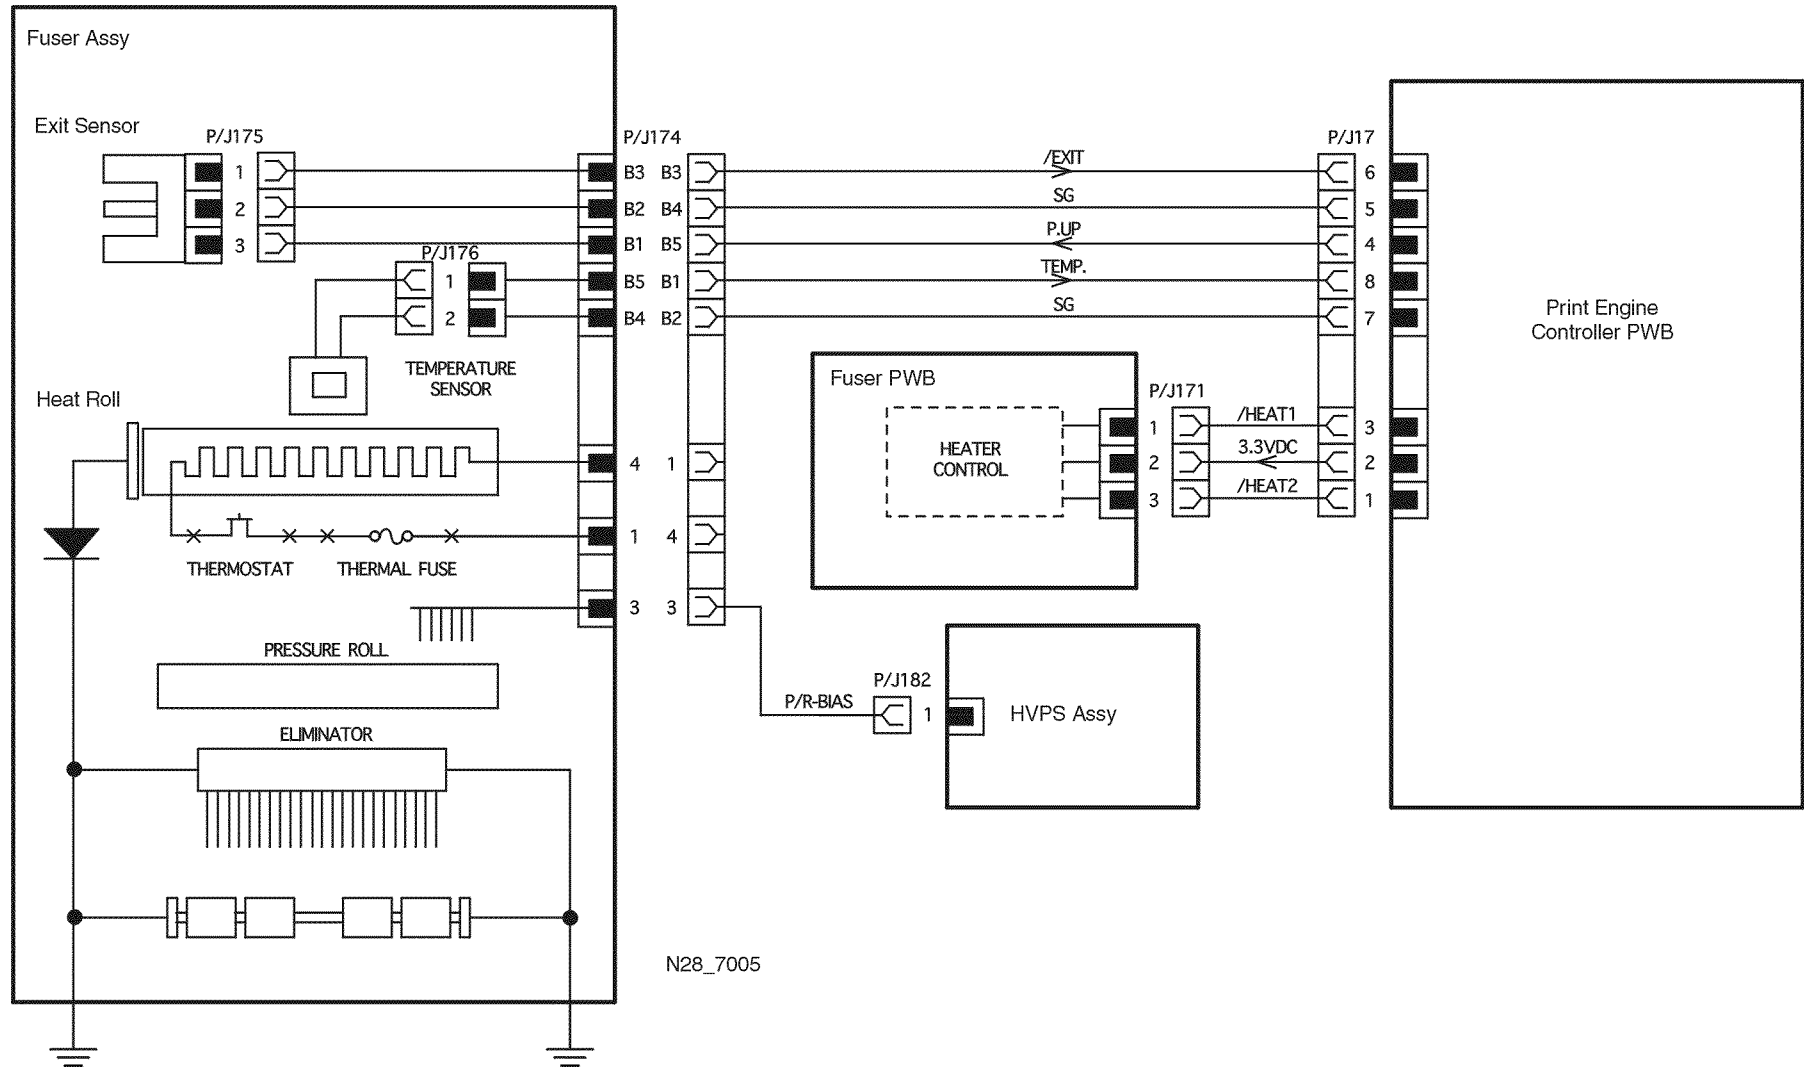 Fuser Assy
Exit Sensor
P/J175
P/J174
P/J17
1
B3 B3
/EXIT
6
2
B2 B4
SG
5
3
B1 B5
P.UP
4
P/J176
1
B5 B1
TEMP.
8
2
B4 B2
SG
7
TEMPERATURE
SENSOR
Print Engine
Controller PWB
Fuser PWB
P/J171
Heat Roll
HEATER
CONTROL
1
/HEAT1
3
2
3.3VDC
2
3
/HEAT2
1
4 1
1 4
THERMOSTAT
THERMAL FUSE
3 3
PRESSURE ROLL
P/J182
P/R-BIAS
1
HVPS Assy
ELIMINATOR
N28_7005